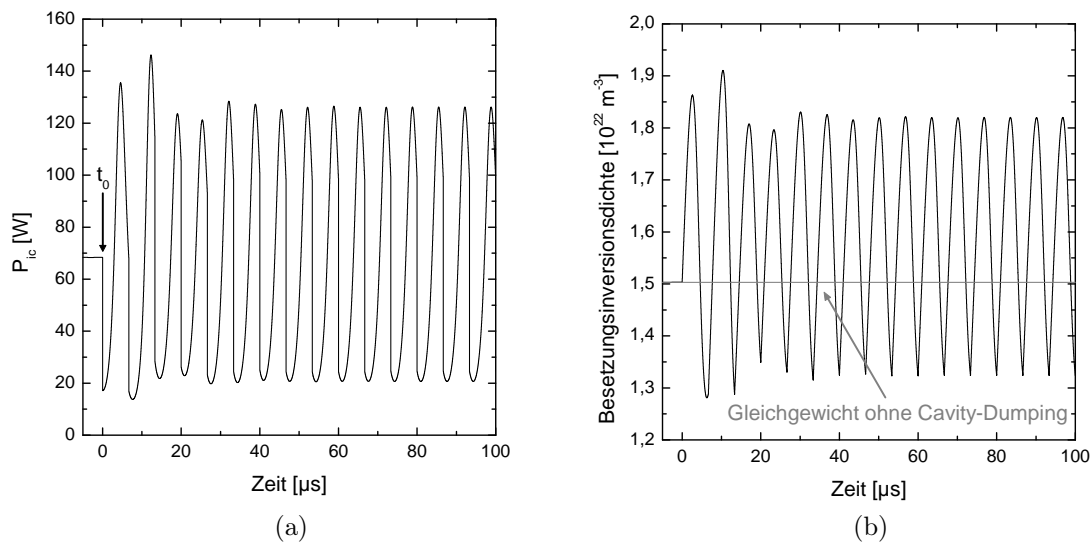 160
140
120
100
80
60
40
20
0
P_ic [W]
t_0
0 20 40 60 80 100
Zeit [µs]
(a)
2,0
1,9
1,8
1,7
1,6
1,5
1,4
1,3
1,2
Besetzungsinversionsdichte [10^22 m^-3]
Gleichgewicht ohne Cavity-Dumping
0 20 40 60 80 100
Zeit [µs]
(b)